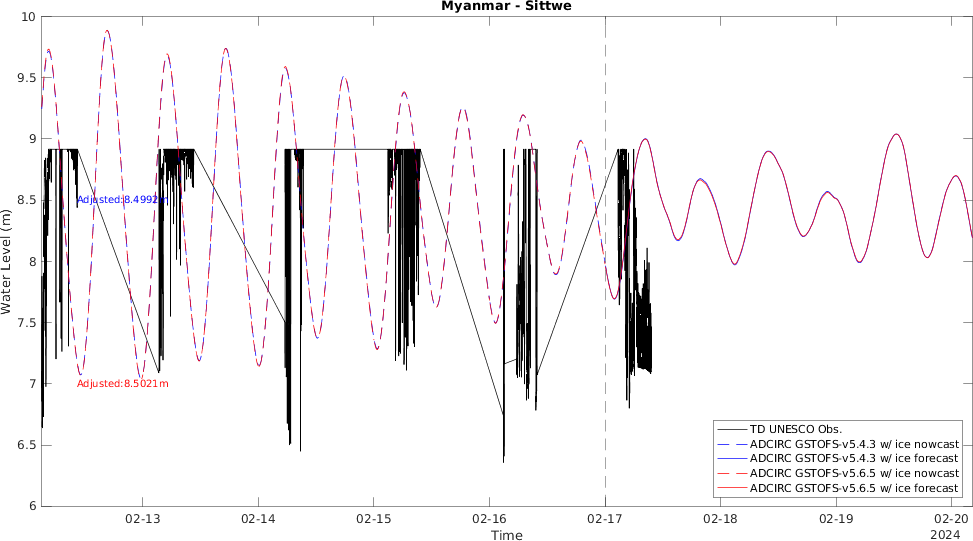 Myanmar - Sittwe
10
9.5
9
8.5
8
7.5
7
6.5
6
Water Level (m)
Adjusted:8.4992m
Adjusted:8.5021m
TD UNESCO Obs.
ADCIRC GSTOFS-v5.4.3 w/ ice nowcast
ADCIRC GSTOFS-v5.4.3 w/ ice forecast
ADCIRC GSTOFS-v5.6.5 w/ ice nowcast
ADCIRC GSTOFS-v5.6.5 w/ ice forecast
02-13 02-14 02-15 02-16 02-17 02-18 02-19 02-20
Time 2024